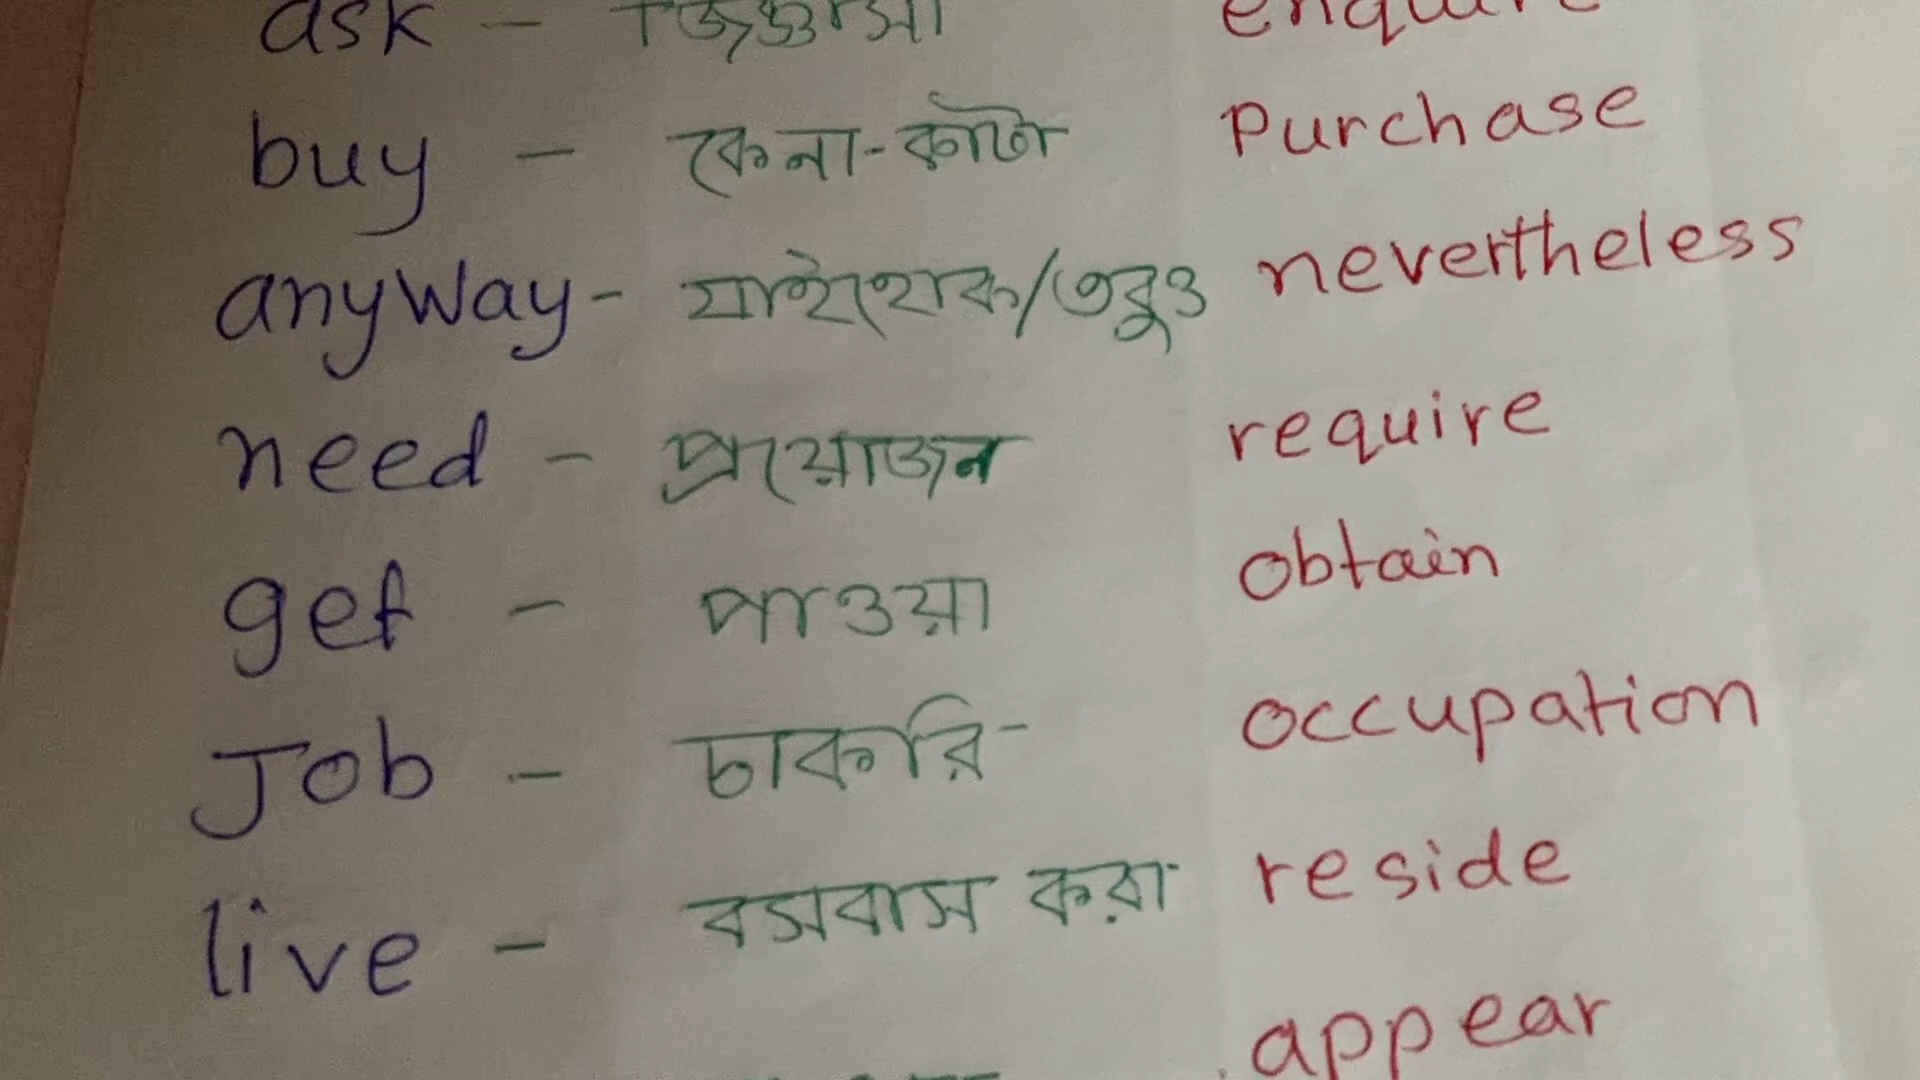 ask - জিজ্ঞাসা enquire
buy - কেনা-কাটা Purchase
anyway - যাইহোক/তবুও nevertheless
need - প্রয়োজন require
get - পাওয়া obtain
Job - চাকরি occupation
live - বসবাস করা reside
appear